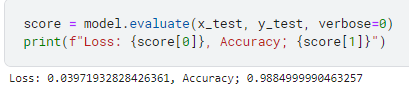 score = model.evaluate(x_test, y_test, verbose=0)
print(f"Loss: {score[0]}, Accuracy; {score[1]}")
Loss: 0.03971932828426361, Accuracy; 0.9884999990463257